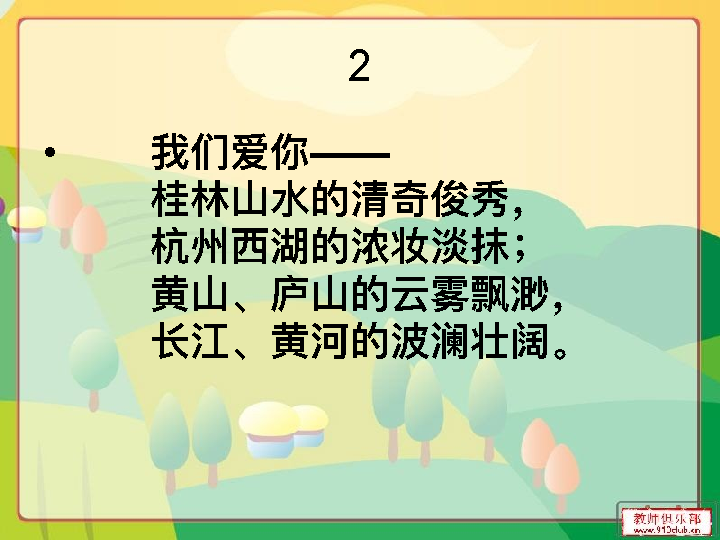 2
• 我们爱你——
桂林山水的清奇俊秀，
杭州西湖的浓妆淡抹；
黄山、庐山的云雾飘渺，
长江、黄河的波澜壮阔。
教师俱乐部
www.910club.cn